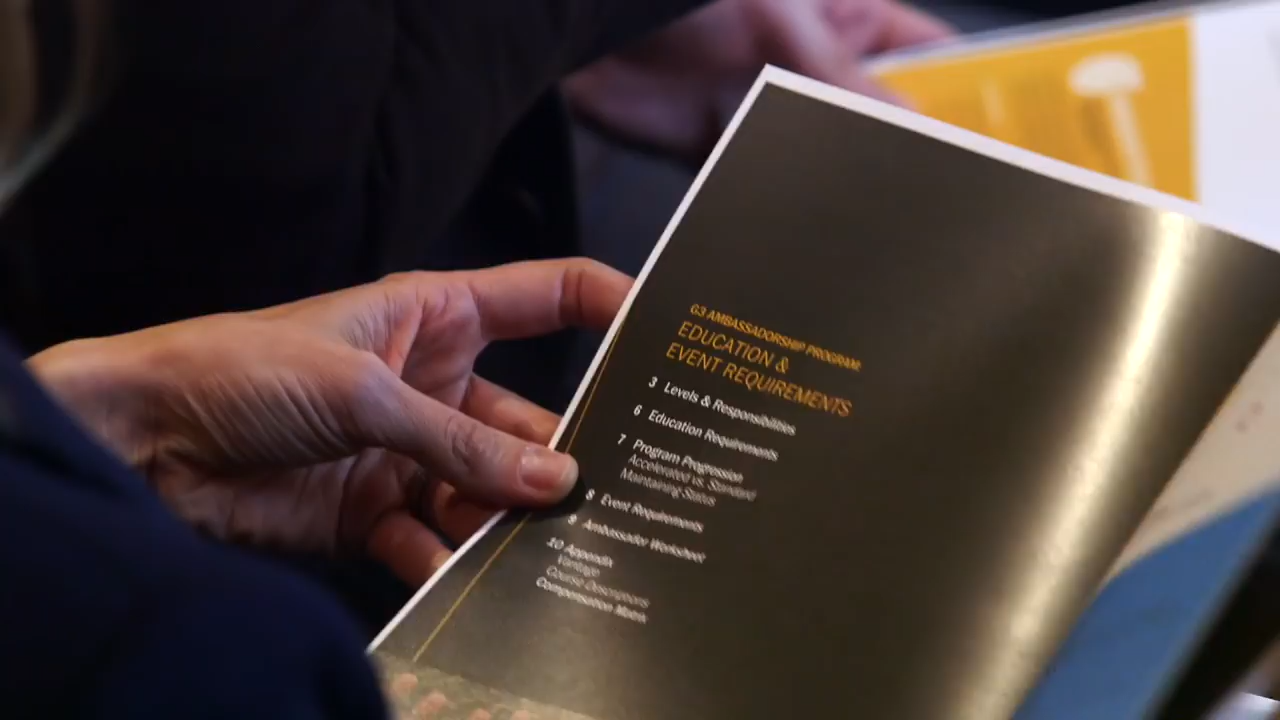 G3 AMBASSADORSHIP PROGRAM:
EDUCATION &
EVENT REQUIREMENTS
3 Levels & Responsibilities
6 Education Requirements
7 Program Progression
Accelerated vs. Standard
Maintaining Status
8 Event Requirements
9 Ambassador Worksheet
10 Appendix
Vantage
Course Descriptions
Compensation Matrix